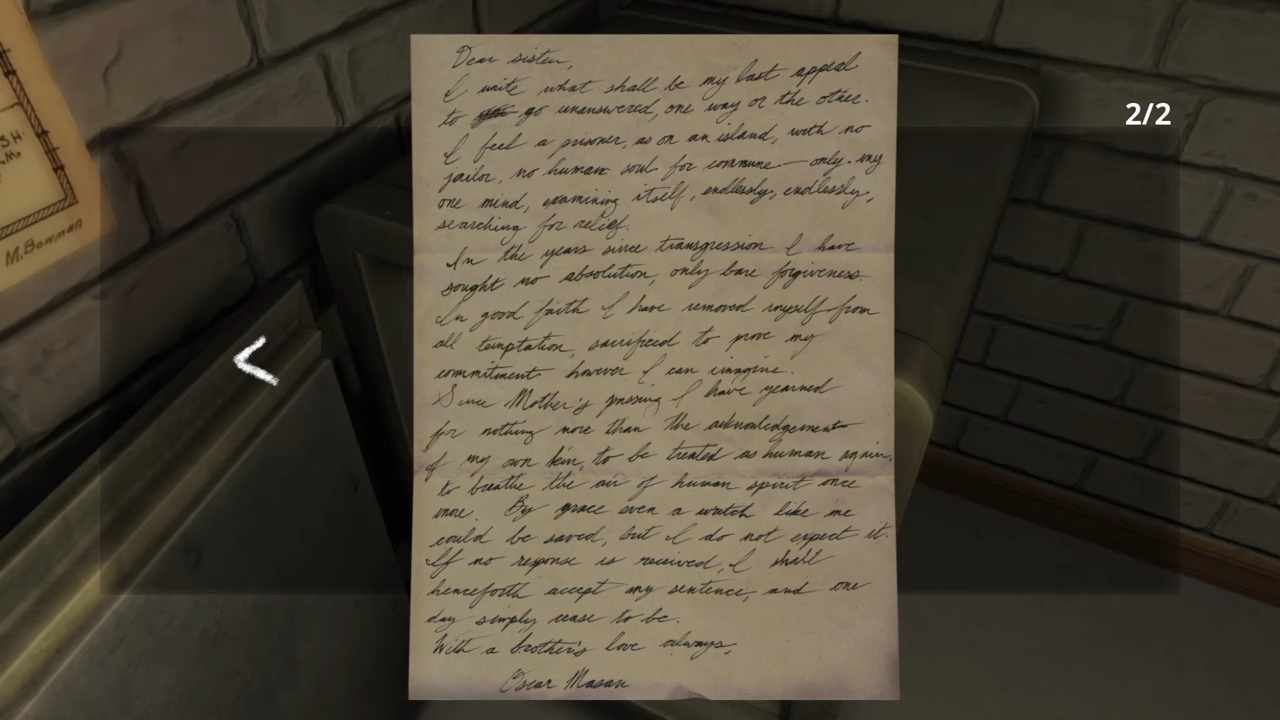 SH
M.
M. Bowman
2/2
Dear sister,
I write what shall be my last appeal
to go unanswered, one way or the other.
I feel a prisoner, as on an island, with no
jailor, no human soul for commune — only my
one mind, examining itself, endlessly, endlessly,
searching for relief.
In the years since transgression I have
sought no absolution, only bare forgiveness.
In good faith I have removed myself from
all temptation, sacrificed to prove my
commitment however I can imagine.
Since Mother's passing I have yearned
for nothing more than the acknowledgement
of my own kin, to be treated as human again,
to breathe the air of human spirit once
more. By grace even a wretch like me
could be saved, but I do not expect it.
If no response is received, I shall
henceforth accept my sentence, and one
day simply cease to be.
With a brother's love always,
Oscar Mason